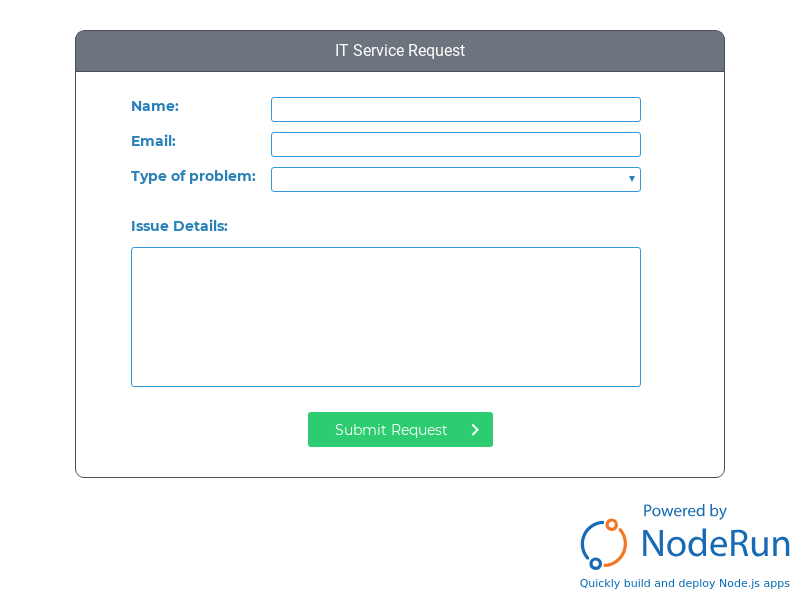 IT Service Request
Name:
Email:
Type of problem:
Issue Details:
Submit Request
Powered by
NodeRun
Quickly build and deploy Node.js apps